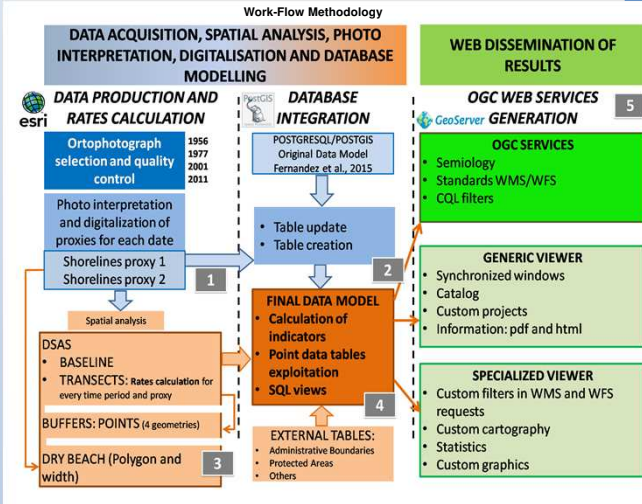 Work-Flow Methodology
DATA ACQUISITION, SPATIAL ANALYSIS, PHOTO
INTERPRETATION, DIGITALISATION AND DATABASE
MODELLING
WEB DISSEMINATION OF
RESULTS
esri
DATA PRODUCTION AND
RATES CALCULATION
PostGIS
DATABASE
INTEGRATION
OGC WEB SERVICES
GeoServer GENERATION
5
Ortophotograph
selection and quality
control
1956
1977
2001
2011
Photo interpretation
and digitalization of
proxies for each date
Shorelines proxy 1
Shorelines proxy 2
1
Spatial analysis
DSAS
• BASELINE
• TRANSECTS: Rates calculation for
every time period and proxy
BUFFERS: POINTS (4 geometries)
DRY BEACH (Polygon and
width)
3
POSTGRESQL/POSTGIS
Original Data Model
Fernandez et al., 2015
• Table update
• Table creation
2
FINAL DATA MODEL
• Calculation of
indicators
• Point data tables
exploitation
• SQL views
4
EXTERNAL TABLES:
• Administrative Boundaries
• Protected Areas
• Others
OGC SERVICES
• Semiology
• Standards WMS/WFS
• CQL filters
GENERIC VIEWER
• Synchronized windows
• Catalog
• Custom projects
• Information: pdf and html
SPECIALIZED VIEWER
• Custom filters in WMS and WFS
requests
• Custom cartography
• Statistics
• Custom graphics